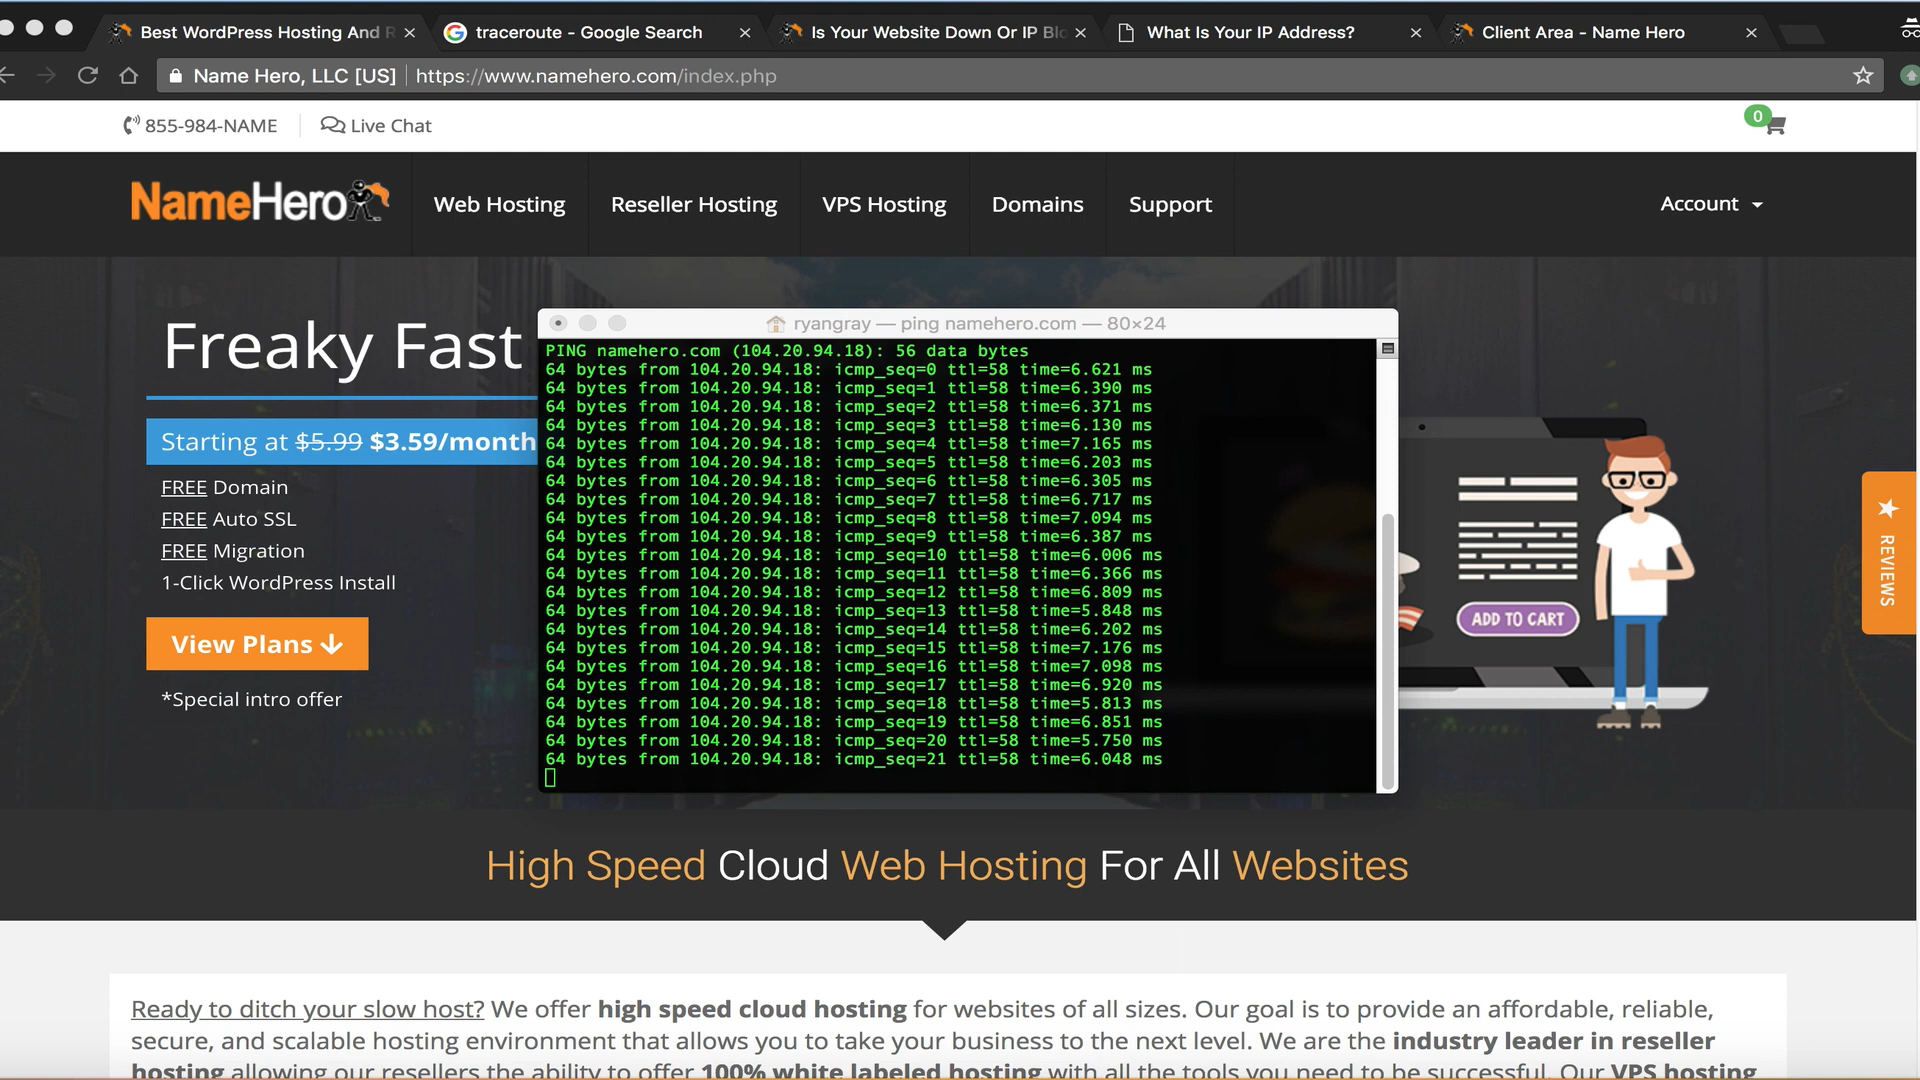 Best WordPress Hosting And R
traceroute - Google Search
Is Your Website Down Or IP Blo
What Is Your IP Address?
Client Area - Name Hero
Name Hero, LLC [US]
https://www.namehero.com/index.php
855-984-NAME
Live Chat
0
NameHero
Web Hosting
Reseller Hosting
VPS Hosting
Domains
Support
Account
Freaky Fast
Starting at $5.99 $3.59/month
FREE Domain
FREE Auto SSL
FREE Migration
1-Click WordPress Install
View Plans
*Special intro offer
ryangray — ping namehero.com — 80×24
PING namehero.com (104.20.94.18): 56 data bytes
64 bytes from 104.20.94.18: icmp_seq=0 ttl=58 time=6.621 ms
64 bytes from 104.20.94.18: icmp_seq=1 ttl=58 time=6.390 ms
64 bytes from 104.20.94.18: icmp_seq=2 ttl=58 time=6.371 ms
64 bytes from 104.20.94.18: icmp_seq=3 ttl=58 time=6.130 ms
64 bytes from 104.20.94.18: icmp_seq=4 ttl=58 time=7.165 ms
64 bytes from 104.20.94.18: icmp_seq=5 ttl=58 time=6.203 ms
64 bytes from 104.20.94.18: icmp_seq=6 ttl=58 time=6.305 ms
64 bytes from 104.20.94.18: icmp_seq=7 ttl=58 time=6.717 ms
64 bytes from 104.20.94.18: icmp_seq=8 ttl=58 time=7.094 ms
64 bytes from 104.20.94.18: icmp_seq=9 ttl=58 time=6.387 ms
64 bytes from 104.20.94.18: icmp_seq=10 ttl=58 time=6.006 ms
64 bytes from 104.20.94.18: icmp_seq=11 ttl=58 time=6.366 ms
64 bytes from 104.20.94.18: icmp_seq=12 ttl=58 time=6.809 ms
64 bytes from 104.20.94.18: icmp_seq=13 ttl=58 time=5.848 ms
64 bytes from 104.20.94.18: icmp_seq=14 ttl=58 time=6.202 ms
64 bytes from 104.20.94.18: icmp_seq=15 ttl=58 time=7.176 ms
64 bytes from 104.20.94.18: icmp_seq=16 ttl=58 time=7.098 ms
64 bytes from 104.20.94.18: icmp_seq=17 ttl=58 time=6.920 ms
64 bytes from 104.20.94.18: icmp_seq=18 ttl=58 time=5.813 ms
64 bytes from 104.20.94.18: icmp_seq=19 ttl=58 time=6.851 ms
64 bytes from 104.20.94.18: icmp_seq=20 ttl=58 time=5.750 ms
64 bytes from 104.20.94.18: icmp_seq=21 ttl=58 time=6.048 ms
ADD TO CART
REVIEWS
High Speed Cloud Web Hosting For All Websites
Ready to ditch your slow host? We offer high speed cloud hosting for websites of all sizes. Our goal is to provide an affordable, reliable,
secure, and scalable hosting environment that allows you to take your business to the next level. We are the industry leader in reseller
hosting allowing our resellers the ability to offer 100% white labeled hosting with all the tools you need to be successful. Our VPS hosting